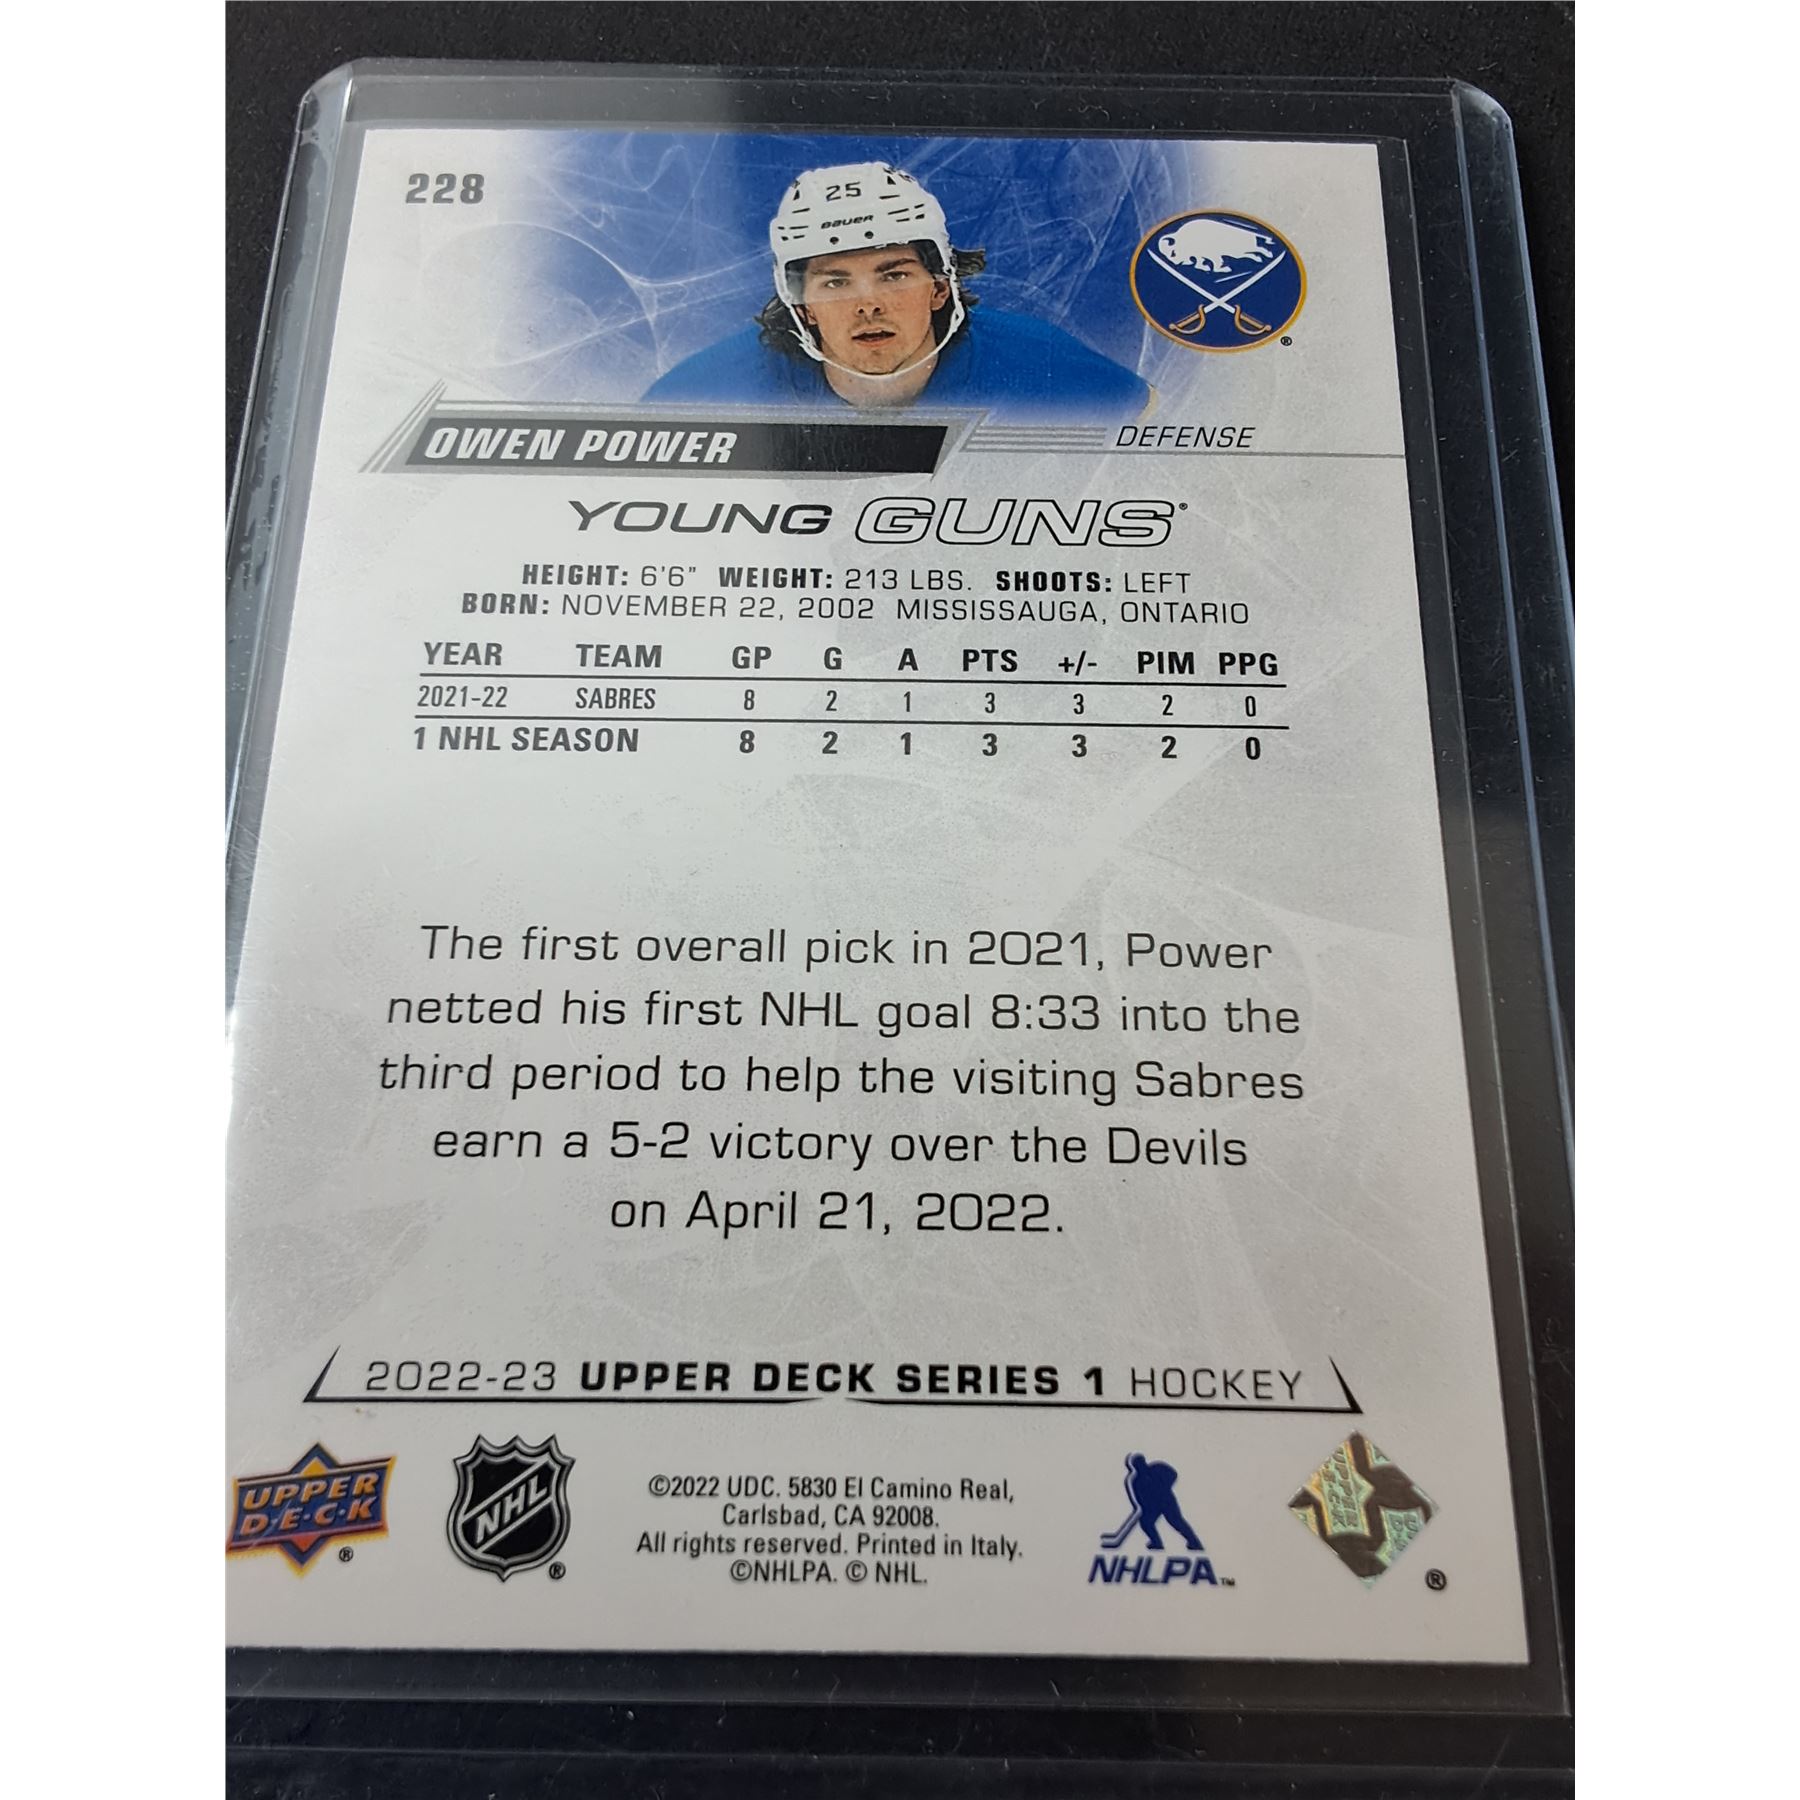 228
25
BAUER
®
OWEN POWER
DEFENSE
YOUNG GUNS®
HEIGHT: 6'6" WEIGHT: 213 LBS. SHOOTS: LEFT
BORN: NOVEMBER 22, 2002 MISSISSAUGA, ONTARIO
YEAR TEAM GP G A PTS +/- PIM PPG
2021-22 SABRES 8 2 1 3 3 2 0
1 NHL SEASON 8 2 1 3 3 2 0
The first overall pick in 2021, Power
netted his first NHL goal 8:33 into the
third period to help the visiting Sabres
earn a 5-2 victory over the Devils
on April 21, 2022.
2022-23 UPPER DECK SERIES 1 HOCKEY
UPPER
D·E·C·K
®
NHL
®
©2022 UDC. 5830 El Camino Real,
Carlsbad, CA 92008.
All rights reserved. Printed in Italy.
©NHLPA. © NHL.
NHLPA™
UPPER
®